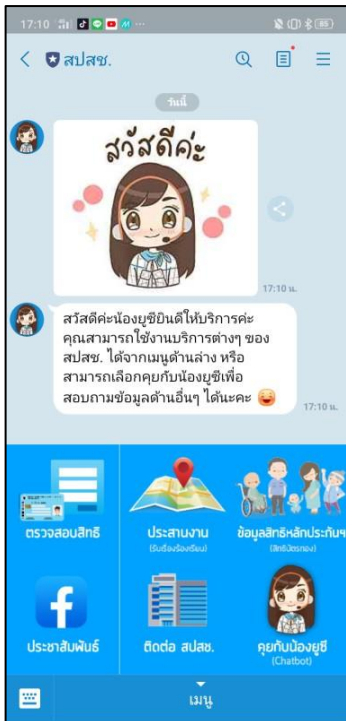 17:10
85
สปสช.
วันนี้
สวัสดีค่ะ
17:10 น.
สวัสดีค่ะน้องยูซียินดีให้บริการค่ะ
คุณสามารถใช้งานบริการต่างๆ ของ
สปสช. ได้จากเมนูด้านล่าง หรือ
สามารถเลือกคุยกับน้องยูซีเพื่อ
สอบถามข้อมูลด้านอื่นๆ ได้นะคะ
17:10 น.
ตรวจสอบสิทธิ
ประสานงาน
(รับเรื่องร้องเรียน)
ข้อมูลสิทธิหลักประกันฯ
(สิทธิบัตรทอง)
ประชาสัมพันธ์
ติดต่อ สปสช.
คุยกับน้องยูซี
(Chatbot)
เมนู